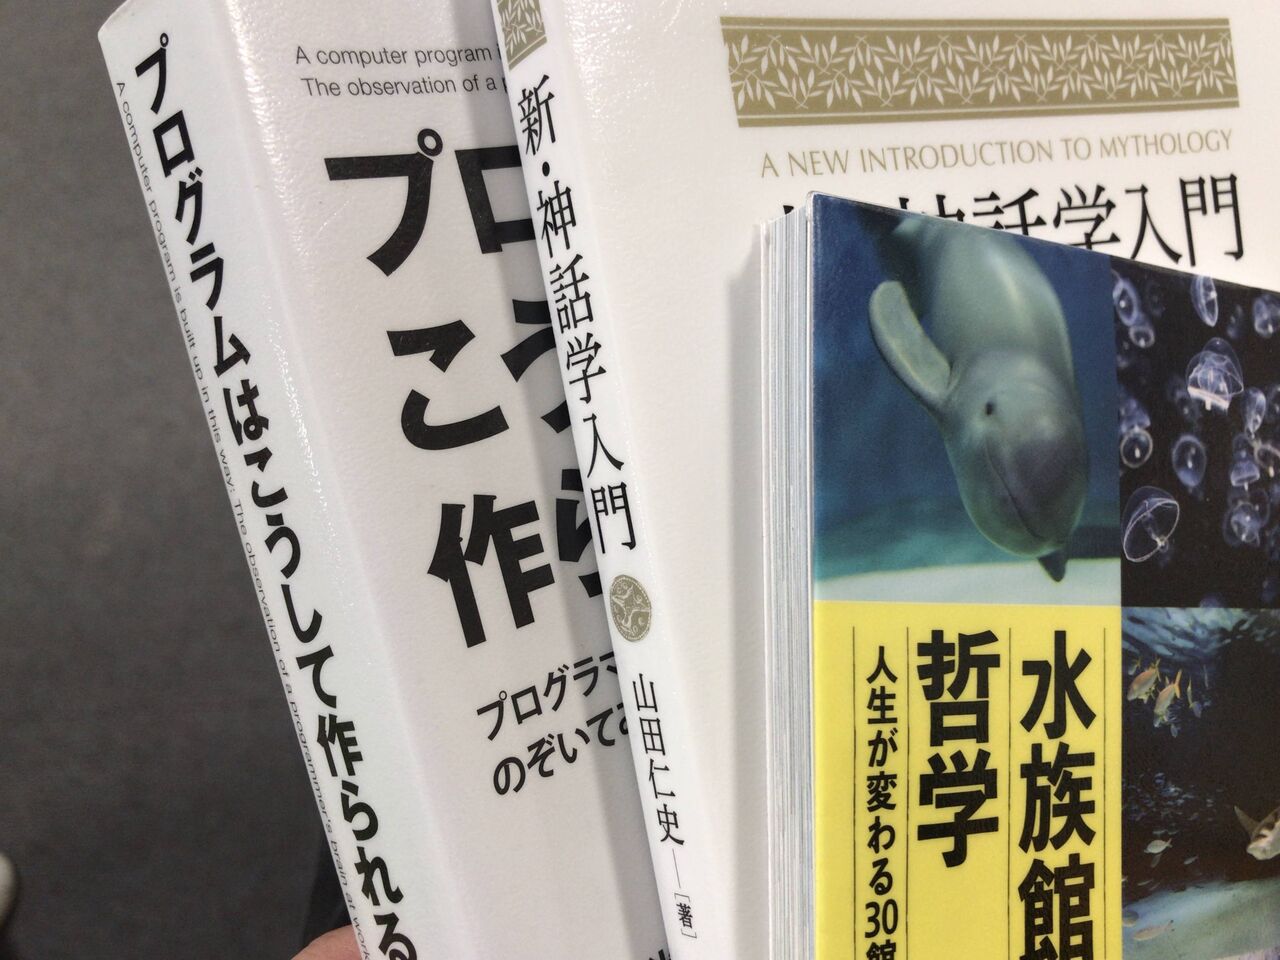 プログラムはこうして作られる
A computer program is built up in this way: The observation of a programmer's brain at work
A computer program
The observation of a
プロ
こう
作ら
プログラマ
のぞいて
新・神話学入門
山田仁史―[著]
A NEW INTRODUCTION TO MYTHOLOGY
神話学入門
水族館
哲学
人生が変わる30館